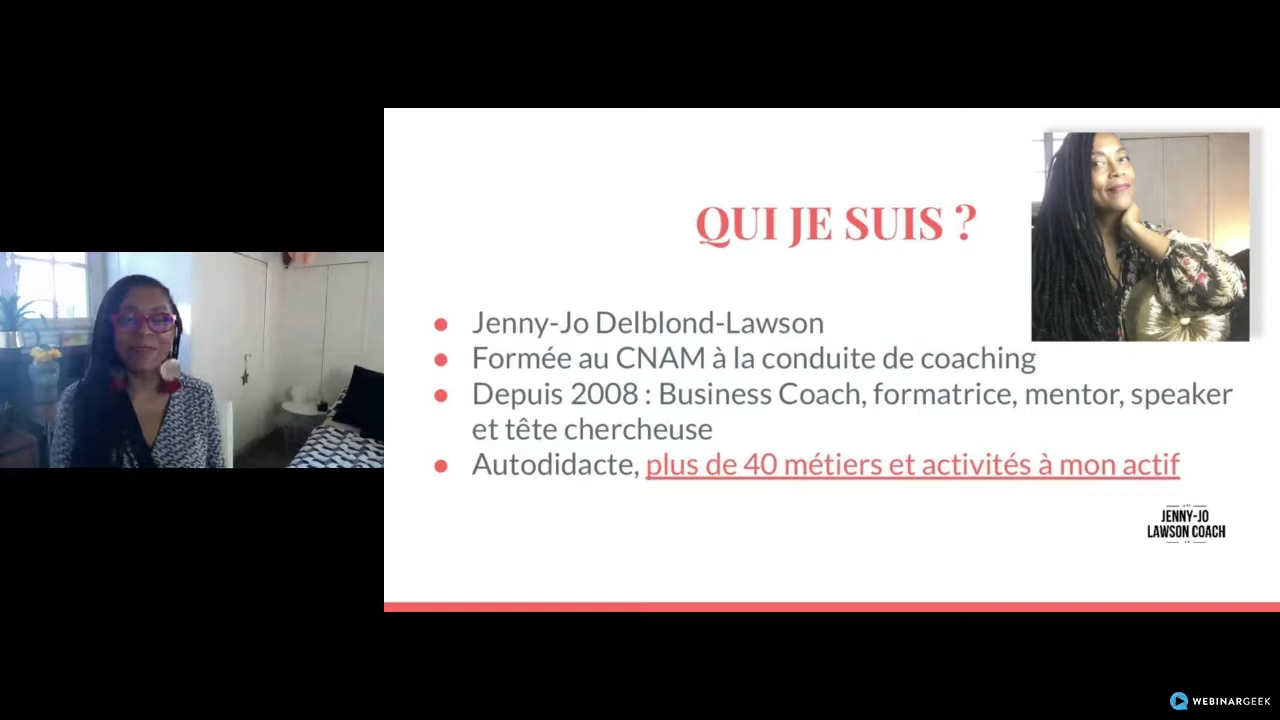 QUI JE SUIS ?
● Jenny-Jo Delblond-Lawson
● Formée au CNAM à la conduite de coaching
● Depuis 2008 : Business Coach, formatrice, mentor, speaker
et tête chercheuse
● Autodidacte, plus de 40 métiers et activités à mon actif
JENNY-JO
LAWSON COACH
WEBINARGEEK